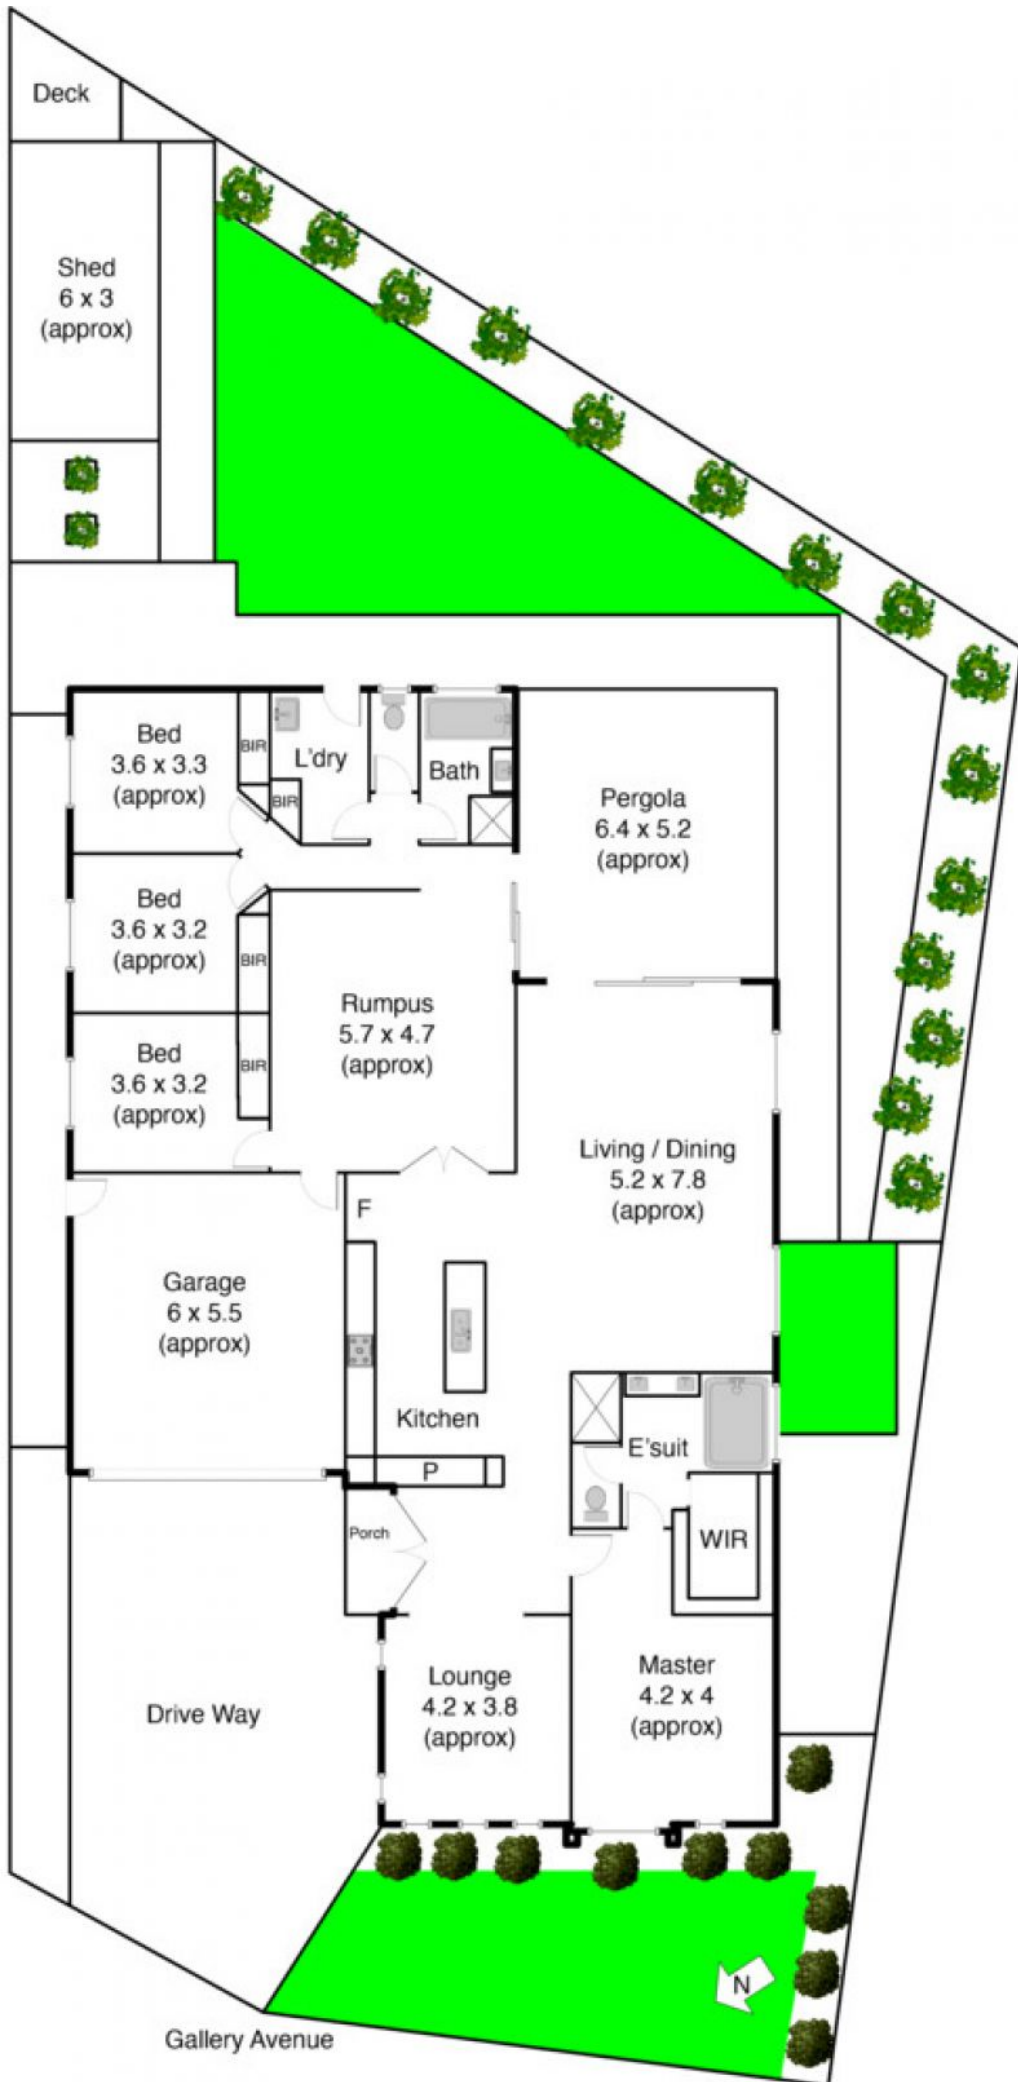 Deck
Shed
6 x 3
(approx)
Bed
3.6 x 3.3
(approx)
BIR
L'dry
BIR
Bath
Pergola
6.4 x 5.2
(approx)
Bed
3.6 x 3.2
(approx)
BIR
Rumpus
5.7 x 4.7
(approx)
Bed
3.6 x 3.2
(approx)
BIR
Living / Dining
5.2 x 7.8
(approx)
F
Garage
6 x 5.5
(approx)
Kitchen
P
E'suit
Porch
WIR
Lounge
4.2 x 3.8
(approx)
Master
4.2 x 4
(approx)
Drive Way
N
Gallery Avenue